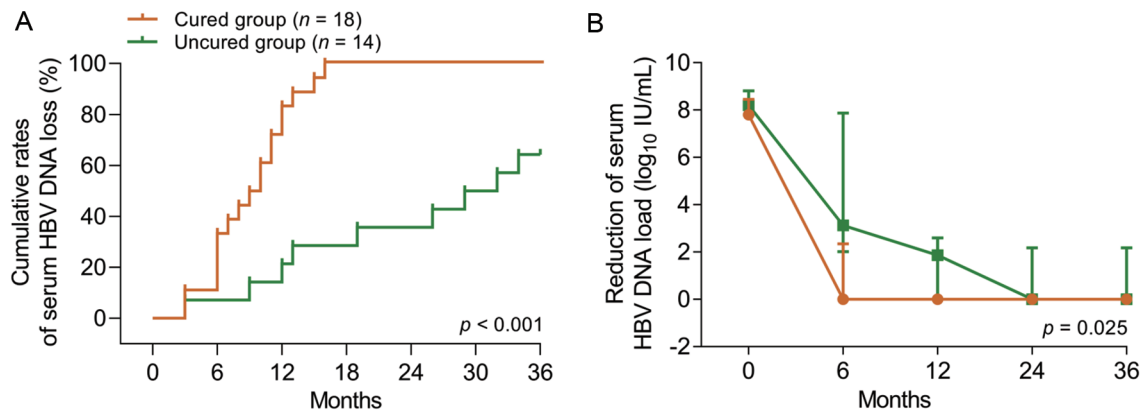 A
Cured group (n = 18)
Uncured group (n = 14)
Cumulative rates
of serum HBV DNA loss (%)
100
80
60
40
20
0
p < 0.001
0 6 12 18 24 30 36
Months
B
Reduction of serum
HBV DNA load (log10 IU/mL)
10
8
6
4
2
0
-2
p = 0.025
0 6 12 24 36
Months